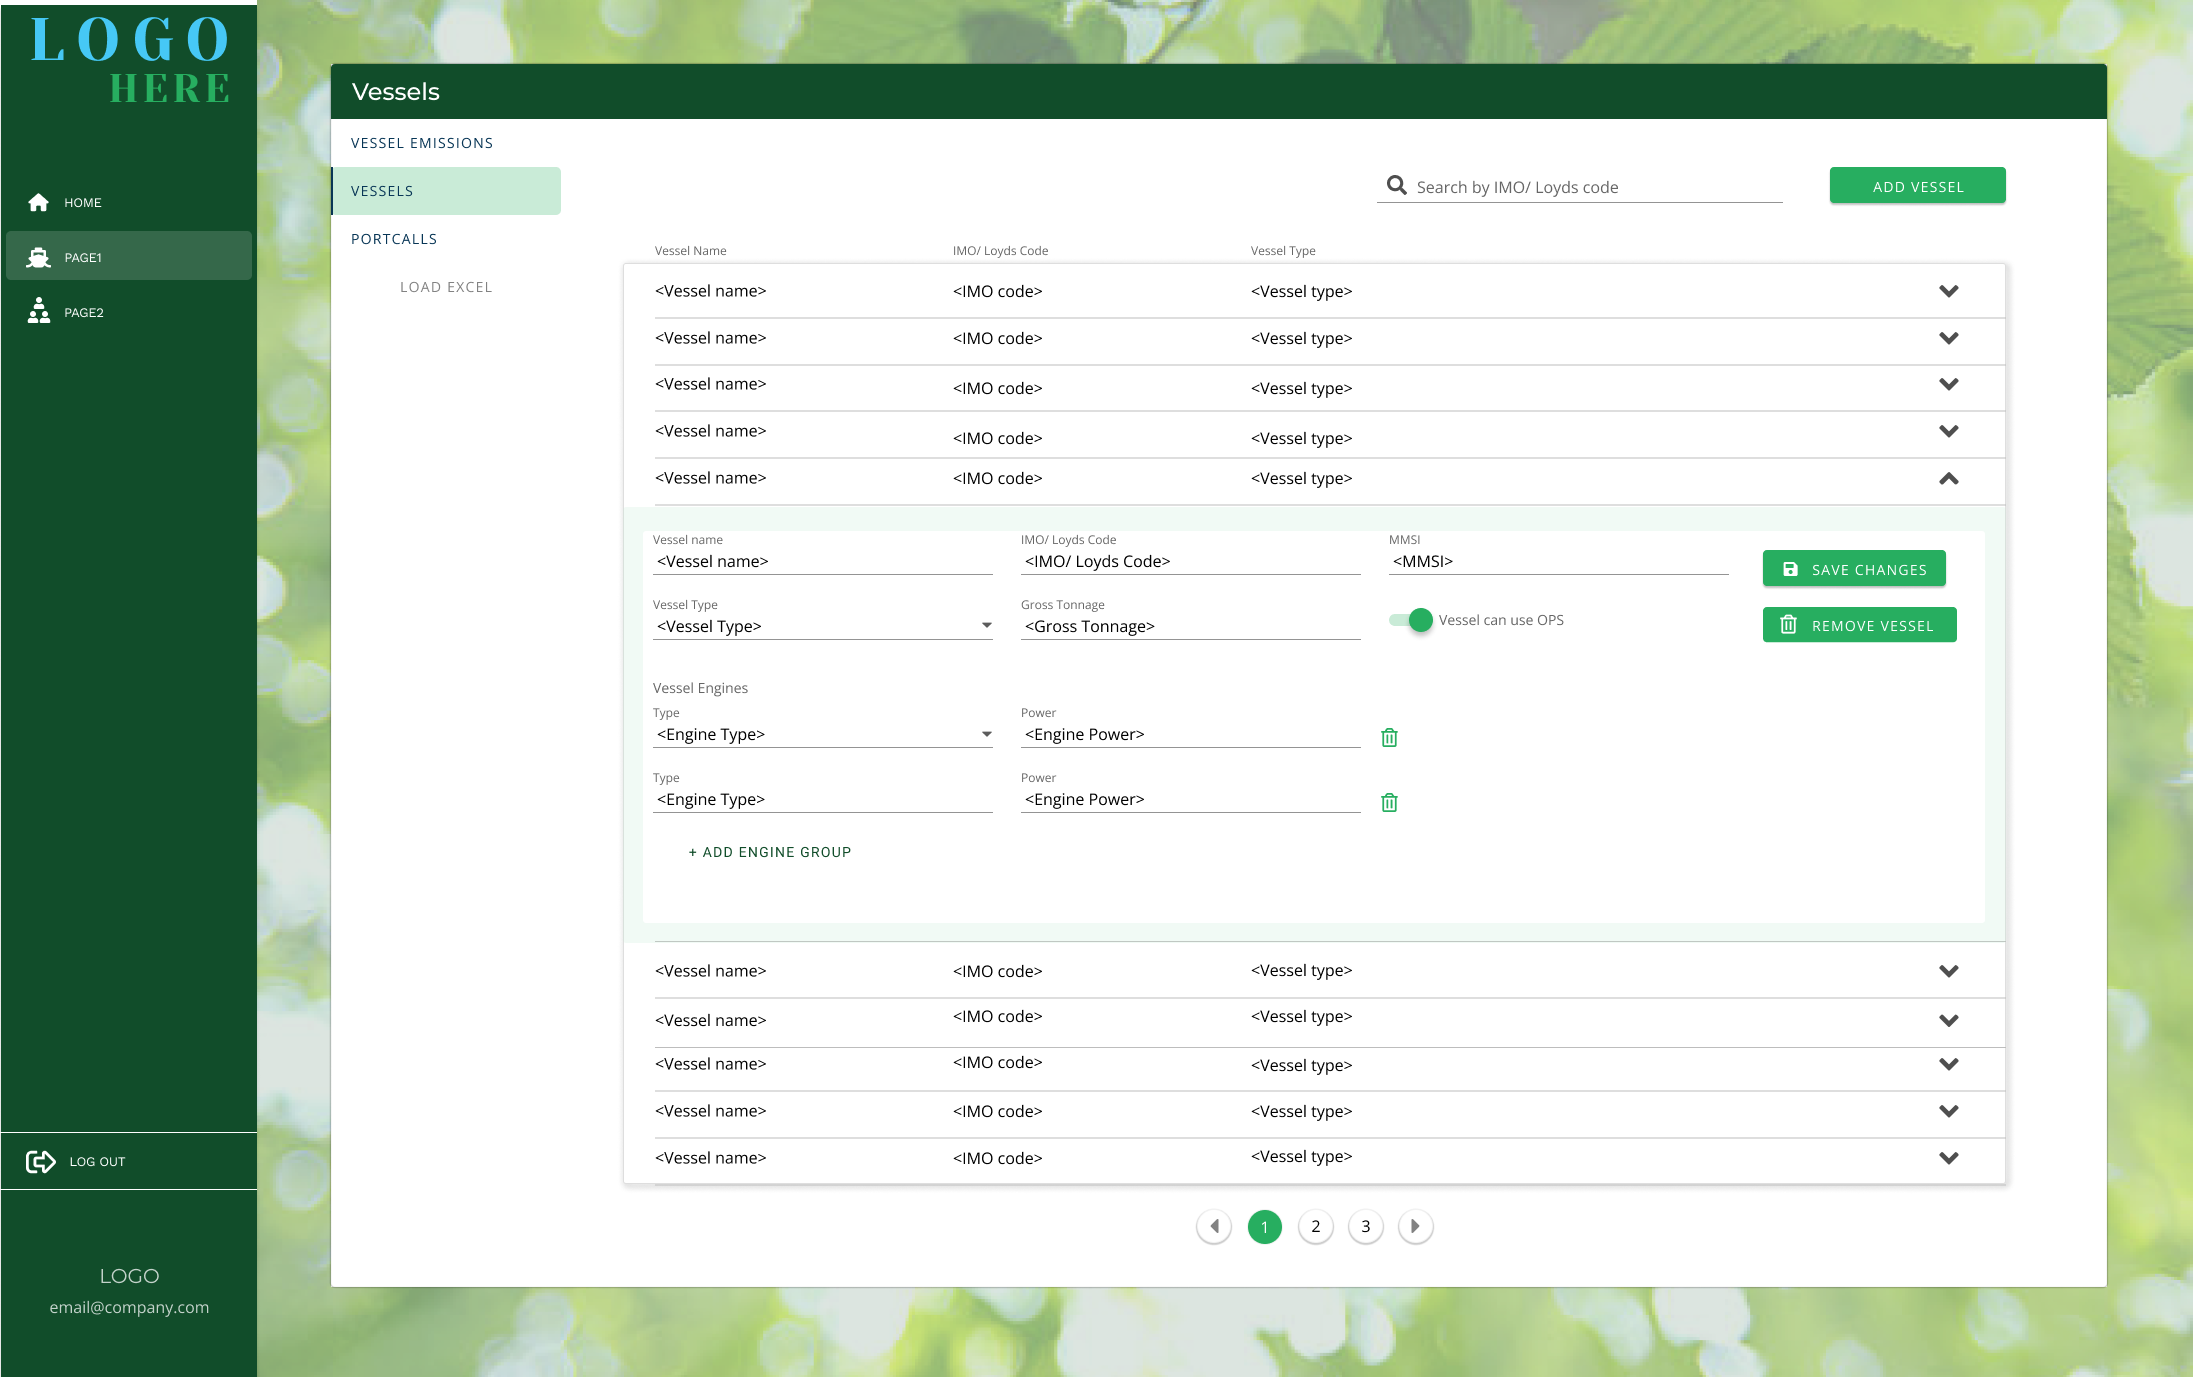 LOGO
HERE
HOME
PAGE1
PAGE2
LOG OUT
LOGO
email@company.com
Vessels
VESSEL EMISSIONS
VESSELS
PORTCALLS
LOAD EXCEL
Search by IMO/ Loyds code
ADD VESSEL
Vessel Name IMO/ Loyds Code Vessel Type
<Vessel name> <IMO code> <Vessel type>
<Vessel name> <IMO code> <Vessel type>
<Vessel name> <IMO code> <Vessel type>
<Vessel name> <IMO code> <Vessel type>
<Vessel name> <IMO code> <Vessel type>
Vessel name IMO/ Loyds Code MMSI
<Vessel name> <IMO/ Loyds Code> <MMSI>
SAVE CHANGES
Vessel Type Gross Tonnage
<Vessel Type> <Gross Tonnage> Vessel can use OPS
REMOVE VESSEL
Vessel Engines
Type Power
<Engine Type> <Engine Power>
Type Power
<Engine Type> <Engine Power>
+ ADD ENGINE GROUP
<Vessel name> <IMO code> <Vessel type>
<Vessel name> <IMO code> <Vessel type>
<Vessel name> <IMO code> <Vessel type>
<Vessel name> <IMO code> <Vessel type>
<Vessel name> <IMO code> <Vessel type>
1 2 3